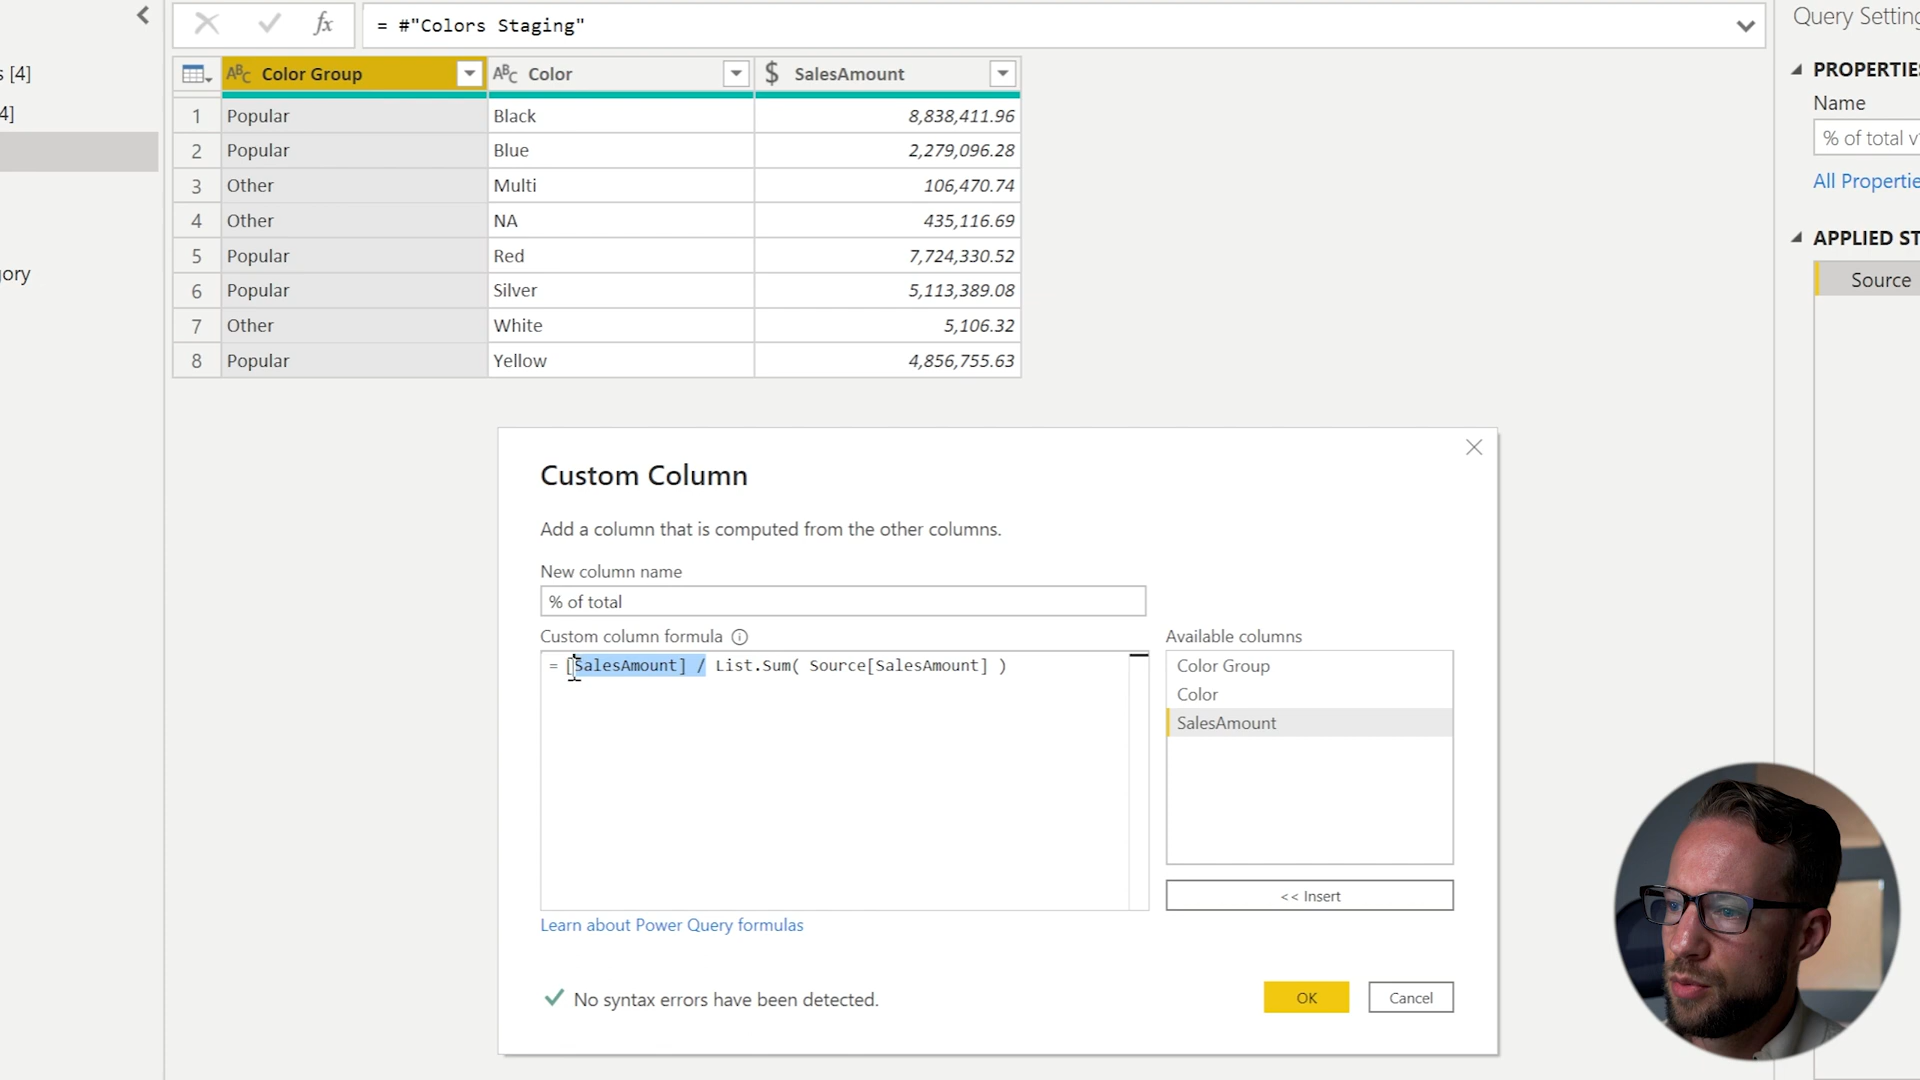 = #"Colors Staging"
Query Setting
s [4]
4]
ory
ABC Color Group
ABC Color
$ SalesAmount
1 Popular Black 8,838,411.96
2 Popular Blue 2,279,096.28
3 Other Multi 106,470.74
4 Other NA 435,116.69
5 Popular Red 7,724,330.52
6 Popular Silver 5,113,389.08
7 Other White 5,106.32
8 Popular Yellow 4,856,755.63
PROPERTIES
Name
% of total v
All Propertie
APPLIED ST
Source
Custom Column
Add a column that is computed from the other columns.
New column name
% of total
Custom column formula
= [SalesAmount] / List.Sum( Source[SalesAmount] )
Available columns
Color Group
Color
SalesAmount
<< Insert
Learn about Power Query formulas
No syntax errors have been detected.
OK
Cancel